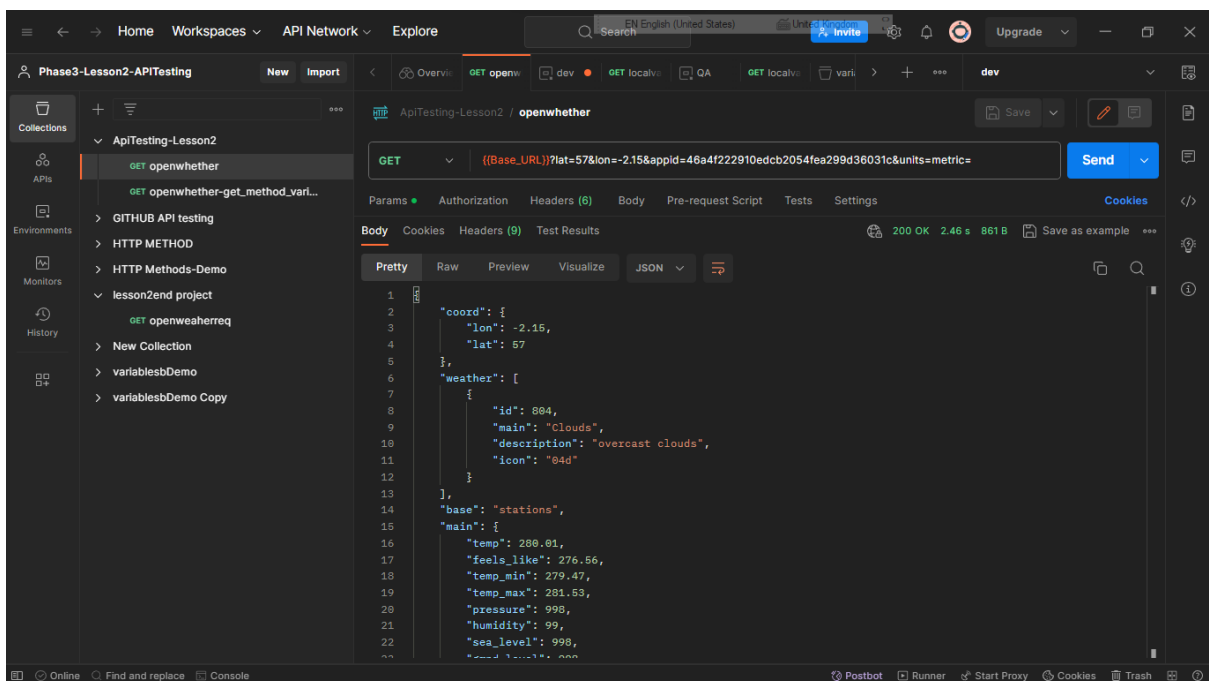 EN English (United States) United Kingdom
Home Workspaces API Network Explore Search Invite Upgrade
Phase3-Lesson2-APITesting New Import Overvie GET openw dev GET localva QA GET localva vari dev
Collections
APIs
Environments
Monitors
History
ApiTesting-Lesson2
GET openwhether
GET openwhether-get_method_vari...
GITHUB API testing
HTTP METHOD
HTTP Methods-Demo
lesson2end project
GET openweaherreq
New Collection
variablesbDemo
variablesbDemo Copy
HTTP ApiTesting-Lesson2 / openwhether Save
GET {{Base_URL}}?lat=57&lon=-2.15&appid=46a4f222910edcb2054fea299d36031c&units=metric= Send
Params Authorization Headers (6) Body Pre-request Script Tests Settings Cookies
Body Cookies Headers (9) Test Results 200 OK 2.46 s 861 B Save as example
Pretty Raw Preview Visualize JSON
1 {
2 "coord": {
3 "lon": -2.15,
4 "lat": 57
5 },
6 "weather": [
7 {
8 "id": 804,
9 "main": "Clouds",
10 "description": "overcast clouds",
11 "icon": "04d"
12 }
13 ],
14 "base": "stations",
15 "main": {
16 "temp": 280.01,
17 "feels_like": 276.56,
18 "temp_min": 279.47,
19 "temp_max": 281.53,
20 "pressure": 998,
21 "humidity": 99,
22 "sea_level": 998,
Online Find and replace Console Postbot Runner Start Proxy Cookies Trash